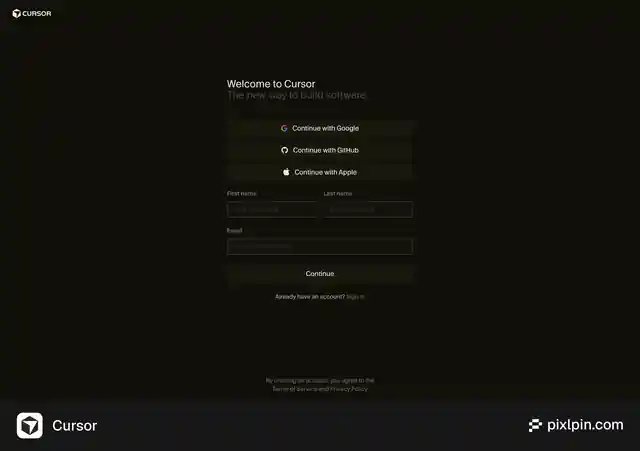 CURSOR
Welcome to Cursor
The new way to build software
Continue with Google
Continue with GitHub
Continue with Apple
First name
Last name
Email
Continue
Already have an account? Sign in
By creating an account, you agree to the
Terms of Service and Privacy Policy
Cursor
pixlpin.com